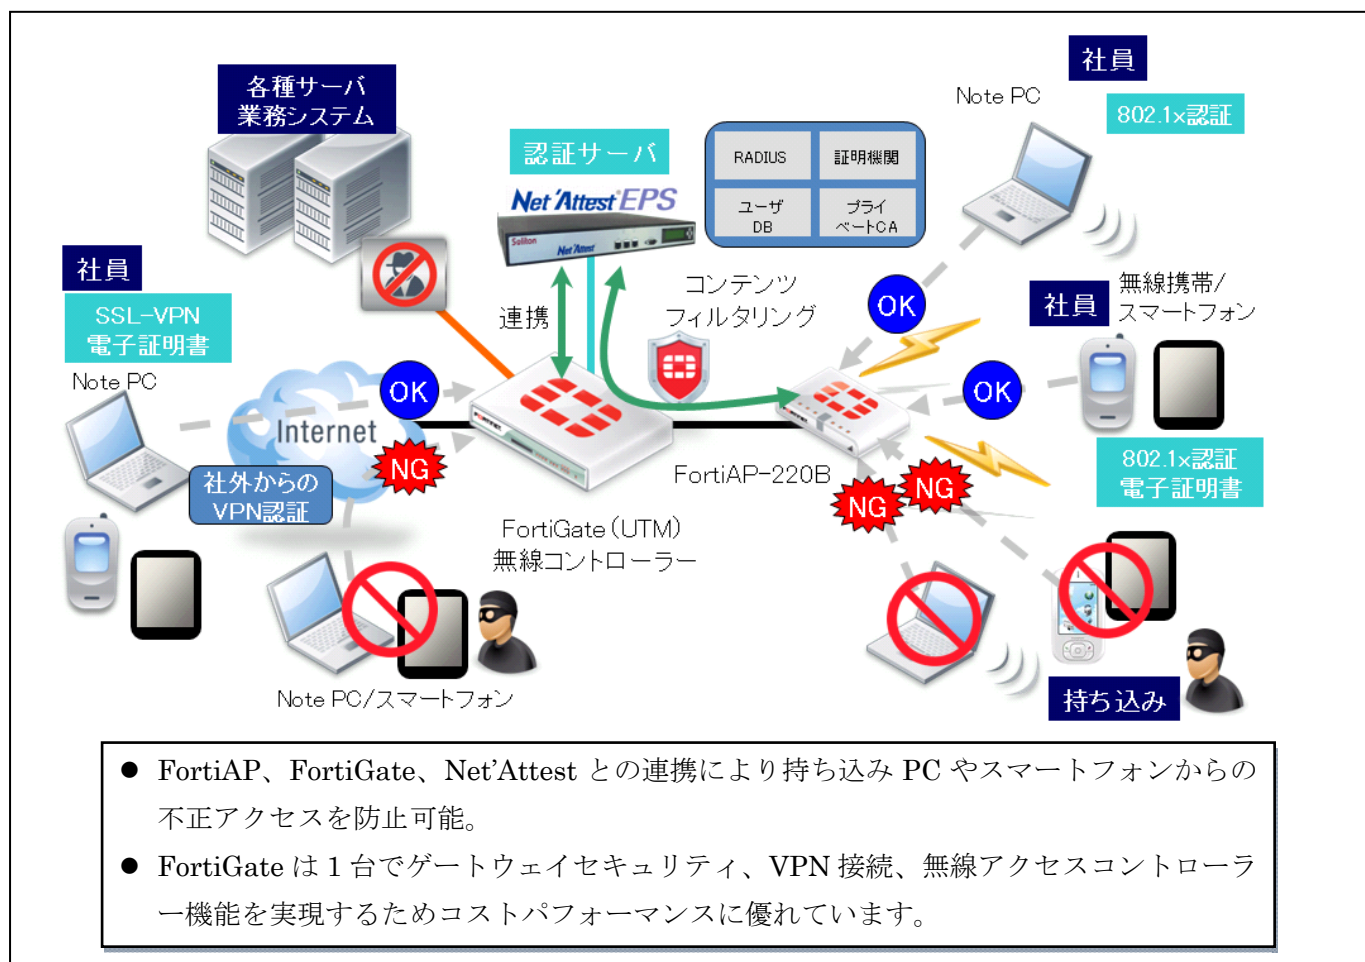 社員
802.1x認証
Note PC
各種サーバ
業務システム
認証サーバ
Net'Attest EPS
Soliton
Net'Attest
RADIUS
証明機関
ユーザ
DB
プライ
ベートCA
社員
SSL-VPN
電子証明書
Note PC
連携
コンテンツ
フィルタリング
OK
社員
無線携帯/
スマートフォン
OK
OK
Internet
NG
社外からの
VPN認証
FortiAP-220B
NG
NG
802.1x認証
電子証明書
FortiGate(UTM)
無線コントローラー
Note PC/スマートフォン
持ち込み
● FortiAP、FortiGate、Net’Attest との連携により持ち込み PC やスマートフォンからの
不正アクセスを防止可能。
● FortiGate は 1 台でゲートウェイセキュリティ、VPN 接続、無線アクセスコントローラ
ー機能を実現するためコストパフォーマンスに優れています。